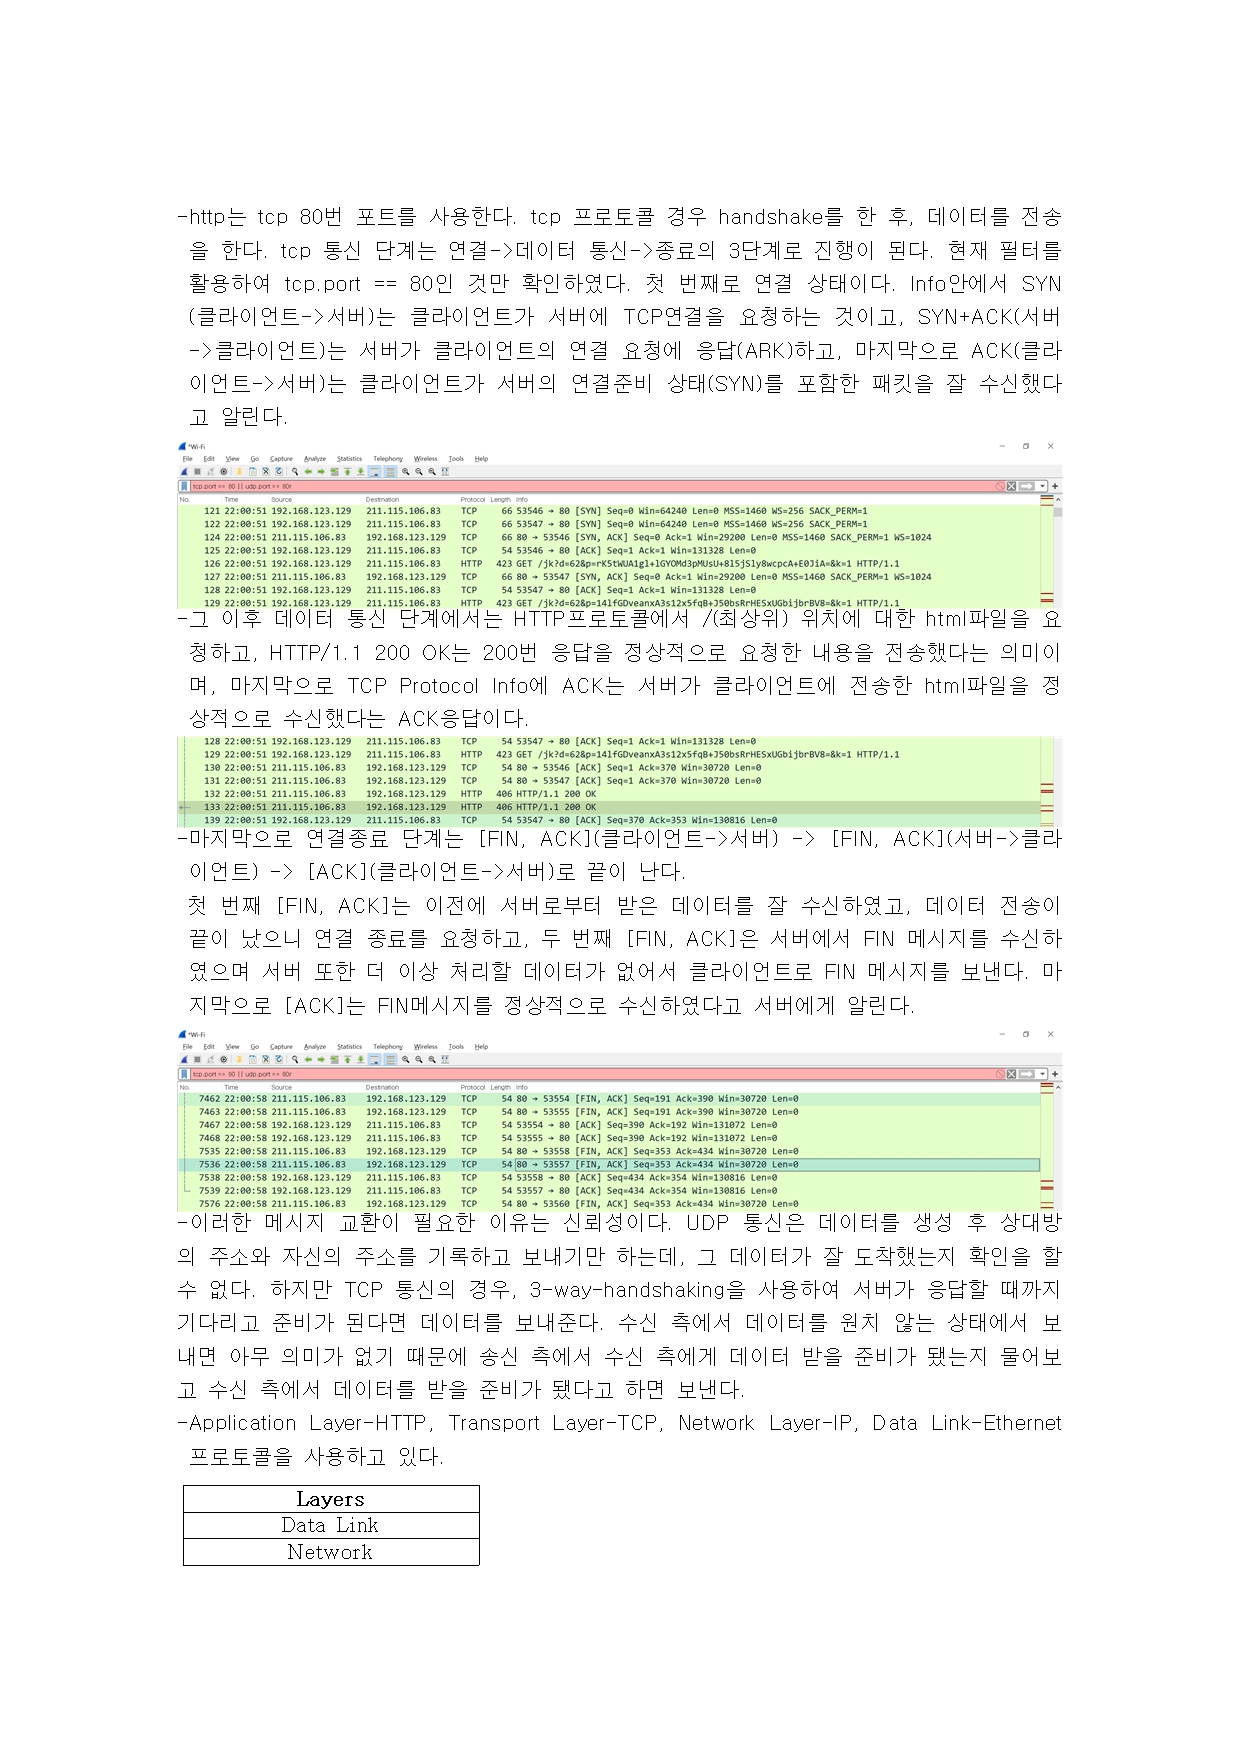 -http는 tcp 80번 포트를 사용한다. tcp 프로토콜 경우 handshake를 한 후, 데이터를 전송
을 한다. tcp 통신 단계는 연결->데이터 통신->종료의 3단계로 진행이 된다. 현재 필터를
활용하여 tcp.port == 80인 것만 확인하였다. 첫 번째로 연결 상태이다. Info안에서 SYN
(클라이언트->서버)는 클라이언트가 서버에 TCP연결을 요청하는 것이고, SYN+ACK(서버
->클라이언트)는 서버가 클라이언트의 연결 요청에 응답(ARK)하고, 마지막으로 ACK(클라
이언트->서버)는 클라이언트가 서버의 연결준비 상태(SYN)를 포함한 패킷을 잘 수신했다
고 알린다.
*Wi-Fi
File Edit View Go Capture Analyze Statistics Telephony Wireless Tools Help
tcp.port == 80 || udp.port == 80r
No. Time Source Destination Protocol Length Info
121 22:00:51 192.168.123.129 211.115.106.83 TCP 66 53546 → 80 [SYN] Seq=0 Win=64240 Len=0 MSS=1460 WS=256 SACK_PERM=1
122 22:00:51 192.168.123.129 211.115.106.83 TCP 66 53547 → 80 [SYN] Seq=0 Win=64240 Len=0 MSS=1460 WS=256 SACK_PERM=1
124 22:00:51 211.115.106.83 192.168.123.129 TCP 66 80 → 53546 [SYN, ACK] Seq=0 Ack=1 Win=29200 Len=0 MSS=1460 SACK_PERM=1 WS=1024
125 22:00:51 192.168.123.129 211.115.106.83 TCP 54 53546 → 80 [ACK] Seq=1 Ack=1 Win=131328 Len=0
126 22:00:51 192.168.123.129 211.115.106.83 HTTP 423 GET /jk?d=62&p=rK5tWUA1gl+lGYOMd3pMUsU+8l5jSly8wcpcA+E0JiA=&k=1 HTTP/1.1
127 22:00:51 211.115.106.83 192.168.123.129 TCP 66 80 → 53547 [SYN, ACK] Seq=0 Ack=1 Win=29200 Len=0 MSS=1460 SACK_PERM=1 WS=1024
128 22:00:51 192.168.123.129 211.115.106.83 TCP 54 53547 → 80 [ACK] Seq=1 Ack=1 Win=131328 Len=0
129 22:00:51 192.168.123.129 211.115.106.83 HTTP 423 GET /jk?d=62&p=14lfGDveanxA3s12x5fqB+J50bsRrHESxUGbijbrBV8=&k=1 HTTP/1.1
-그 이후 데이터 통신 단계에서는 HTTP프로토콜에서 /(최상위) 위치에 대한 html파일을 요
청하고, HTTP/1.1 200 OK는 200번 응답을 정상적으로 요청한 내용을 전송했다는 의미이
며, 마지막으로 TCP Protocol Info에 ACK는 서버가 클라이언트에 전송한 html파일을 정
상적으로 수신했다는 ACK응답이다.
128 22:00:51 192.168.123.129 211.115.106.83 TCP 54 53547 → 80 [ACK] Seq=1 Ack=1 Win=131328 Len=0
129 22:00:51 192.168.123.129 211.115.106.83 HTTP 423 GET /jk?d=62&p=14lfGDveanxA3s12x5fqB+J50bsRrHESxUGbijbrBV8=&k=1 HTTP/1.1
130 22:00:51 211.115.106.83 192.168.123.129 TCP 54 80 → 53546 [ACK] Seq=1 Ack=370 Win=30720 Len=0
131 22:00:51 211.115.106.83 192.168.123.129 TCP 54 80 → 53547 [ACK] Seq=1 Ack=370 Win=30720 Len=0
132 22:00:51 211.115.106.83 192.168.123.129 HTTP 406 HTTP/1.1 200 OK
133 22:00:51 211.115.106.83 192.168.123.129 HTTP 406 HTTP/1.1 200 OK
139 22:00:51 192.168.123.129 211.115.106.83 TCP 54 53547 → 80 [ACK] Seq=370 Ack=353 Win=130816 Len=0
-마지막으로 연결종료 단계는 [FIN, ACK](클라이언트->서버) -> [FIN, ACK](서버->클라
이언트) -> [ACK](클라이언트->서버)로 끝이 난다.
첫 번째 [FIN, ACK]는 이전에 서버로부터 받은 데이터를 잘 수신하였고, 데이터 전송이
끝이 났으니 연결 종료를 요청하고, 두 번째 [FIN, ACK]은 서버에서 FIN 메시지를 수신하
였으며 서버 또한 더 이상 처리할 데이터가 없어서 클라이언트로 FIN 메시지를 보낸다. 마
지막으로 [ACK]는 FIN메시지를 정상적으로 수신하였다고 서버에게 알린다.
*Wi-Fi
File Edit View Go Capture Analyze Statistics Telephony Wireless Tools Help
tcp.port == 80 || udp.port == 80r
No. Time Source Destination Protocol Length Info
7462 22:00:58 211.115.106.83 192.168.123.129 TCP 54 80 → 53554 [FIN, ACK] Seq=191 Ack=390 Win=30720 Len=0
7463 22:00:58 211.115.106.83 192.168.123.129 TCP 54 80 → 53555 [FIN, ACK] Seq=191 Ack=390 Win=30720 Len=0
7467 22:00:58 192.168.123.129 211.115.106.83 TCP 54 53554 → 80 [ACK] Seq=390 Ack=192 Win=131072 Len=0
7468 22:00:58 192.168.123.129 211.115.106.83 TCP 54 53555 → 80 [ACK] Seq=390 Ack=192 Win=131072 Len=0
7535 22:00:58 211.115.106.83 192.168.123.129 TCP 54 80 → 53558 [FIN, ACK] Seq=353 Ack=434 Win=30720 Len=0
7536 22:00:58 211.115.106.83 192.168.123.129 TCP 54 80 → 53557 [FIN, ACK] Seq=353 Ack=434 Win=30720 Len=0
7538 22:00:58 192.168.123.129 211.115.106.83 TCP 54 53558 → 80 [ACK] Seq=434 Ack=354 Win=130816 Len=0
7539 22:00:58 192.168.123.129 211.115.106.83 TCP 54 53557 → 80 [ACK] Seq=434 Ack=354 Win=130816 Len=0
7576 22:00:58 211.115.106.83 192.168.123.129 TCP 54 80 → 53560 [FIN, ACK] Seq=353 Ack=434 Win=30720 Len=0
-이러한 메시지 교환이 필요한 이유는 신뢰성이다. UDP 통신은 데이터를 생성 후 상대방
의 주소와 자신의 주소를 기록하고 보내기만 하는데, 그 데이터가 잘 도착했는지 확인을 할
수 없다. 하지만 TCP 통신의 경우, 3-way-handshaking을 사용하여 서버가 응답할 때까지
기다리고 준비가 된다면 데이터를 보내준다. 수신 측에서 데이터를 원치 않는 상태에서 보
내면 아무 의미가 없기 때문에 송신 측에서 수신 측에게 데이터 받을 준비가 됐는지 물어보
고 수신 측에서 데이터를 받을 준비가 됐다고 하면 보낸다.
-Application Layer-HTTP, Transport Layer-TCP, Network Layer-IP, Data Link-Ethernet
프로토콜을 사용하고 있다.
Layers
Data Link
Network